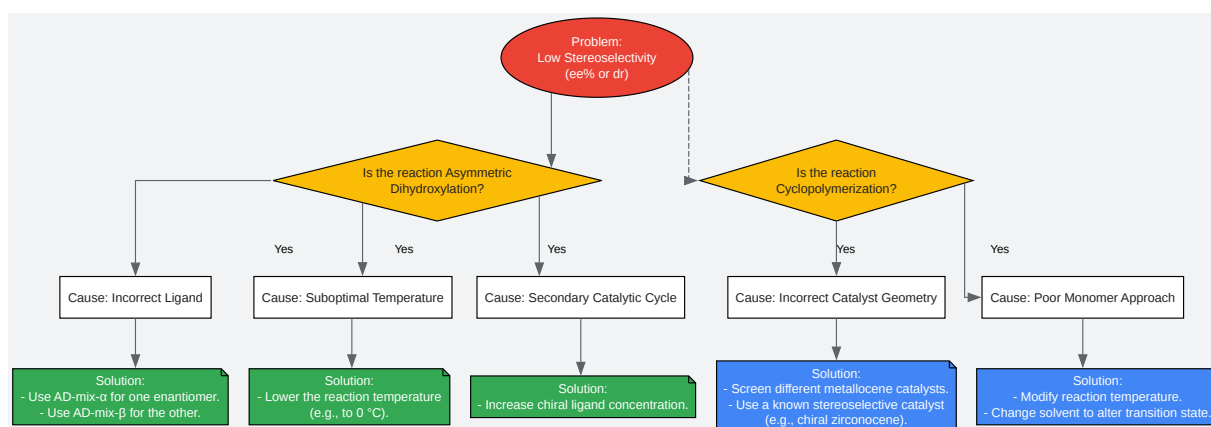 Problem:
Low Stereoselectivity
(ee% or dr)
Is the reaction Asymmetric
Dihydroxylation?
Is the reaction
Cyclopolymerization?
Yes
Yes
Yes
Yes
Yes
Cause: Incorrect Ligand
Cause: Suboptimal Temperature
Cause: Secondary Catalytic Cycle
Cause: Incorrect Catalyst Geometry
Cause: Poor Monomer Approach
Solution:
- Use AD-mix-α for one enantiomer.
- Use AD-mix-β for the other.
Solution:
- Lower the reaction temperature
(e.g., to 0 °C).
Solution:
- Increase chiral ligand concentration.
Solution:
- Screen different metallocene catalysts.
- Use a known stereoselective catalyst
(e.g., chiral zirconocene).
Solution:
- Modify reaction temperature.
- Change solvent to alter transition state.